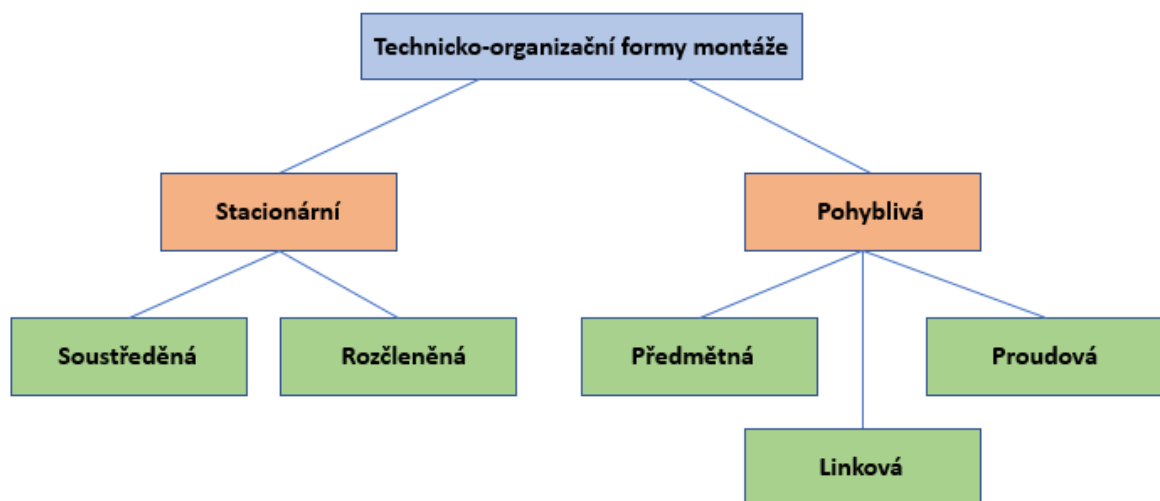 Technicko-organizační formy montáže
Stacionární
Pohyblivá
Soustředěná
Rozčleněná
Předmětná
Proudová
Linková